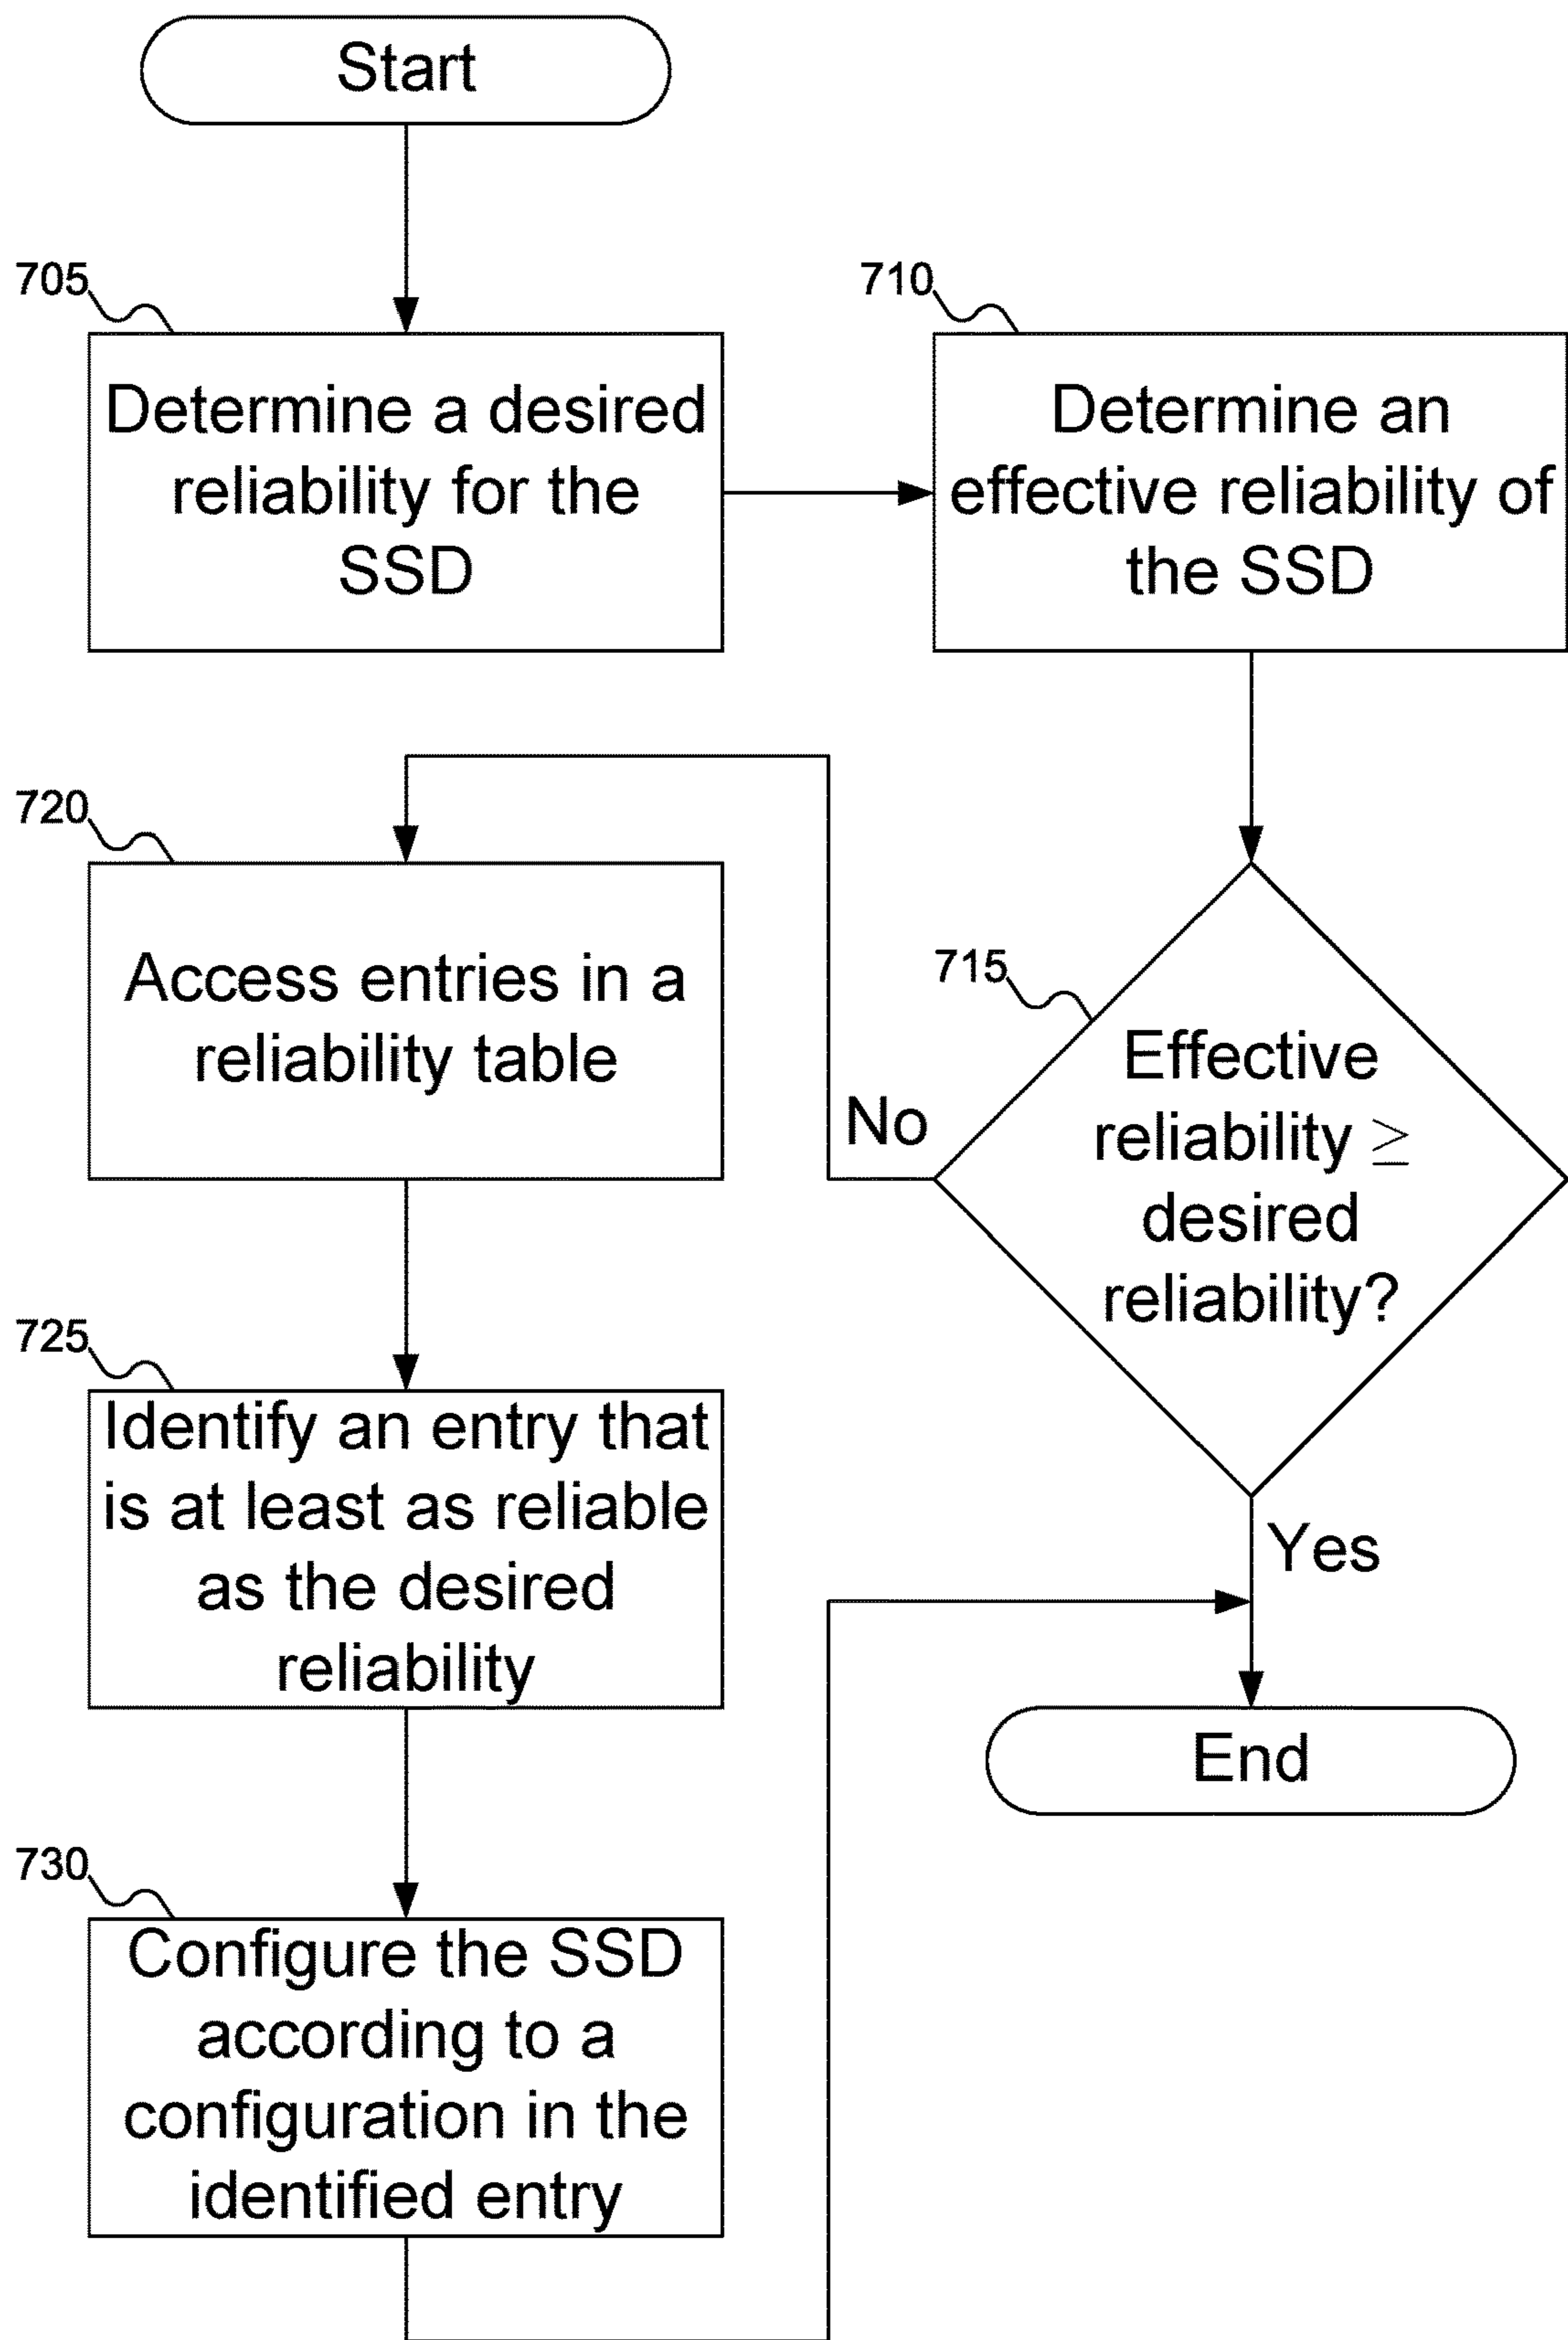 Start
705
Determine a desired
reliability for the
SSD
710
Determine an
effective reliability of
the SSD
715
Effective
reliability ≥
desired
reliability?
No
Yes
720
Access entries in a
reliability table
725
Identify an entry that
is at least as reliable
as the desired
reliability
730
Configure the SSD
according to a
configuration in the
identified entry
End